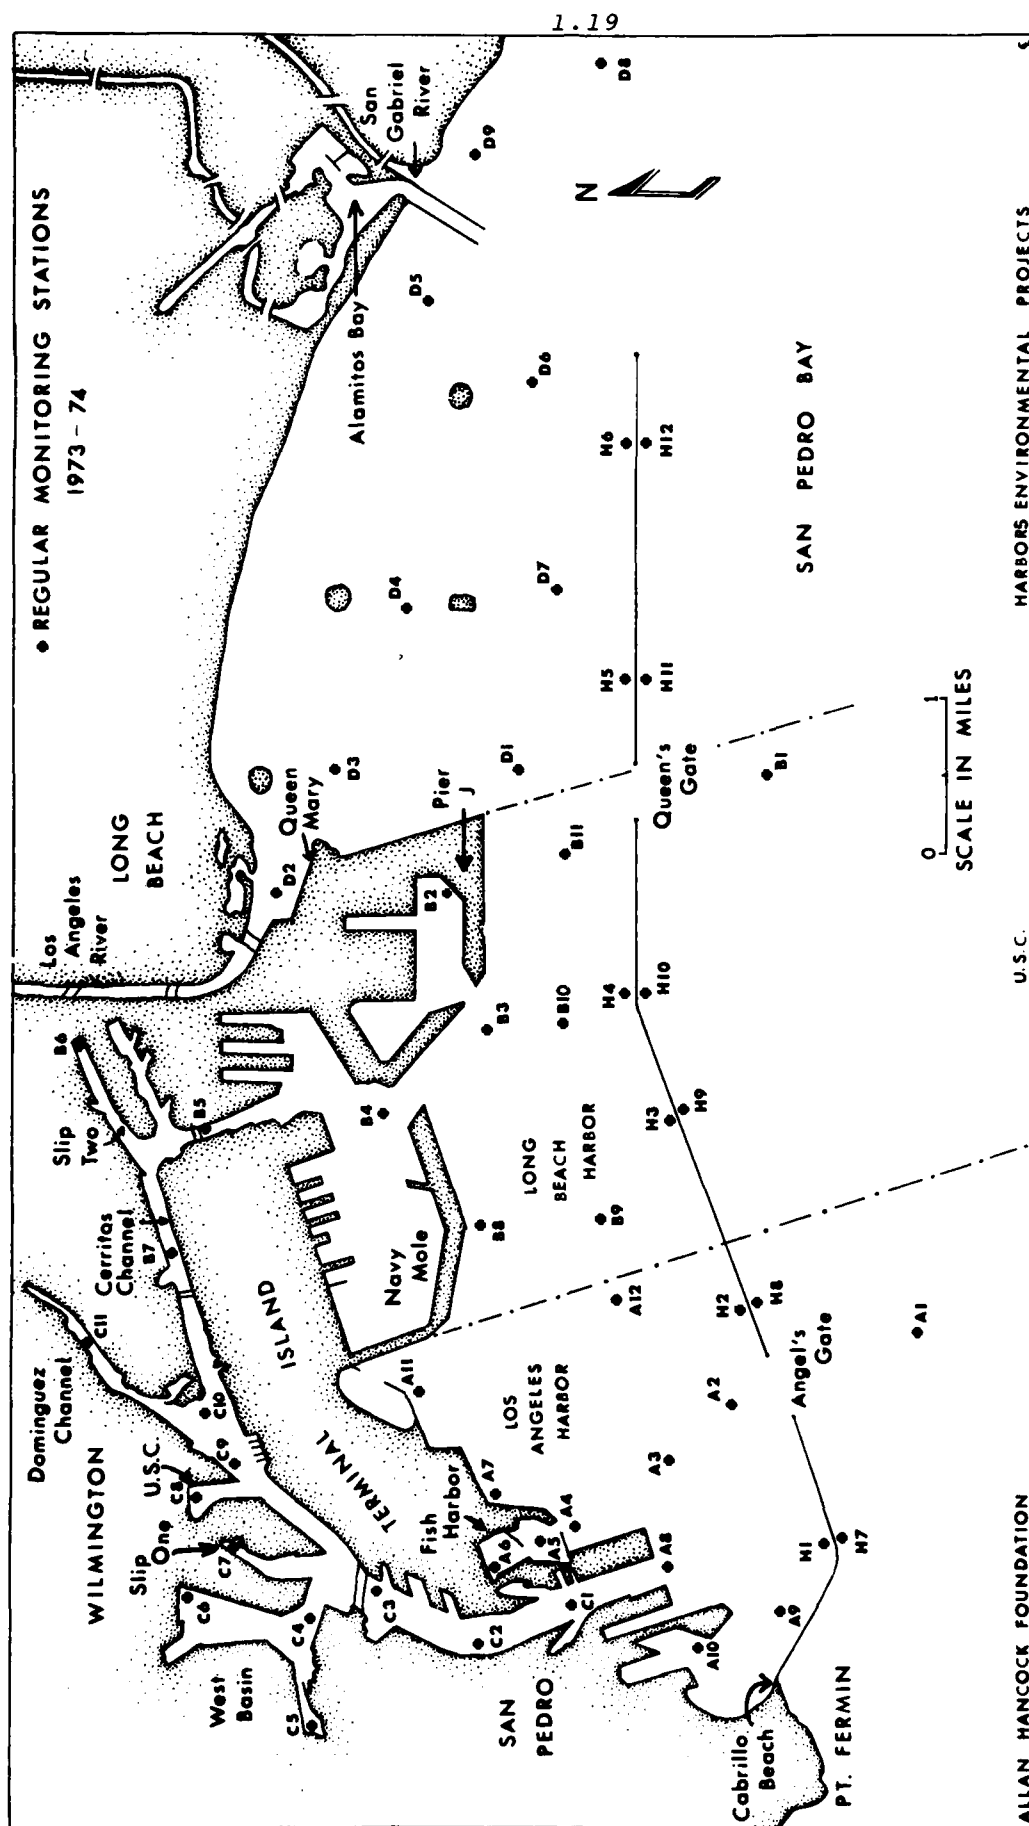 1.19
REGULAR MONITORING STATIONS
1973 - 74
WILMINGTON
Dominguez
Channel
Cerritos
Channel
Slip
Two
Los
Angeles
River
LONG
BEACH
Slip
One
U.S.C.
West
Basin
C5
C6
C7
C8
C9
C10
C11
C4
C3
C2
C1
B7
B5
B6
TERMINAL
ISLAND
Navy
Mole
Fish
Harbor
SAN
PEDRO
Queen
Mary
Pier
J
Alamitos Bay
San
Gabriel
River
A6
A5
A4
A7
A11
B8
B4
B3
B2
D2
D3
D4
D5
D9
D8
LOS
ANGELES
HARBOR
LONG
BEACH
HARBOR
A10
A9
A8
A3
A2
A12
B9
B10
B11
D1
D7
D6
N
H1
H7
H2
H8
H3
H9
H4
H10
H5
H11
H6
H12
Cabrillo
Beach
PT. FERMIN
Angel's
Gate
Queen's
Gate
A1
B1
SAN PEDRO BAY
0
1
SCALE IN MILES
ALLAN HANCOCK FOUNDATION
U.S.C.
HARBORS ENVIRONMENTAL PROJECTS